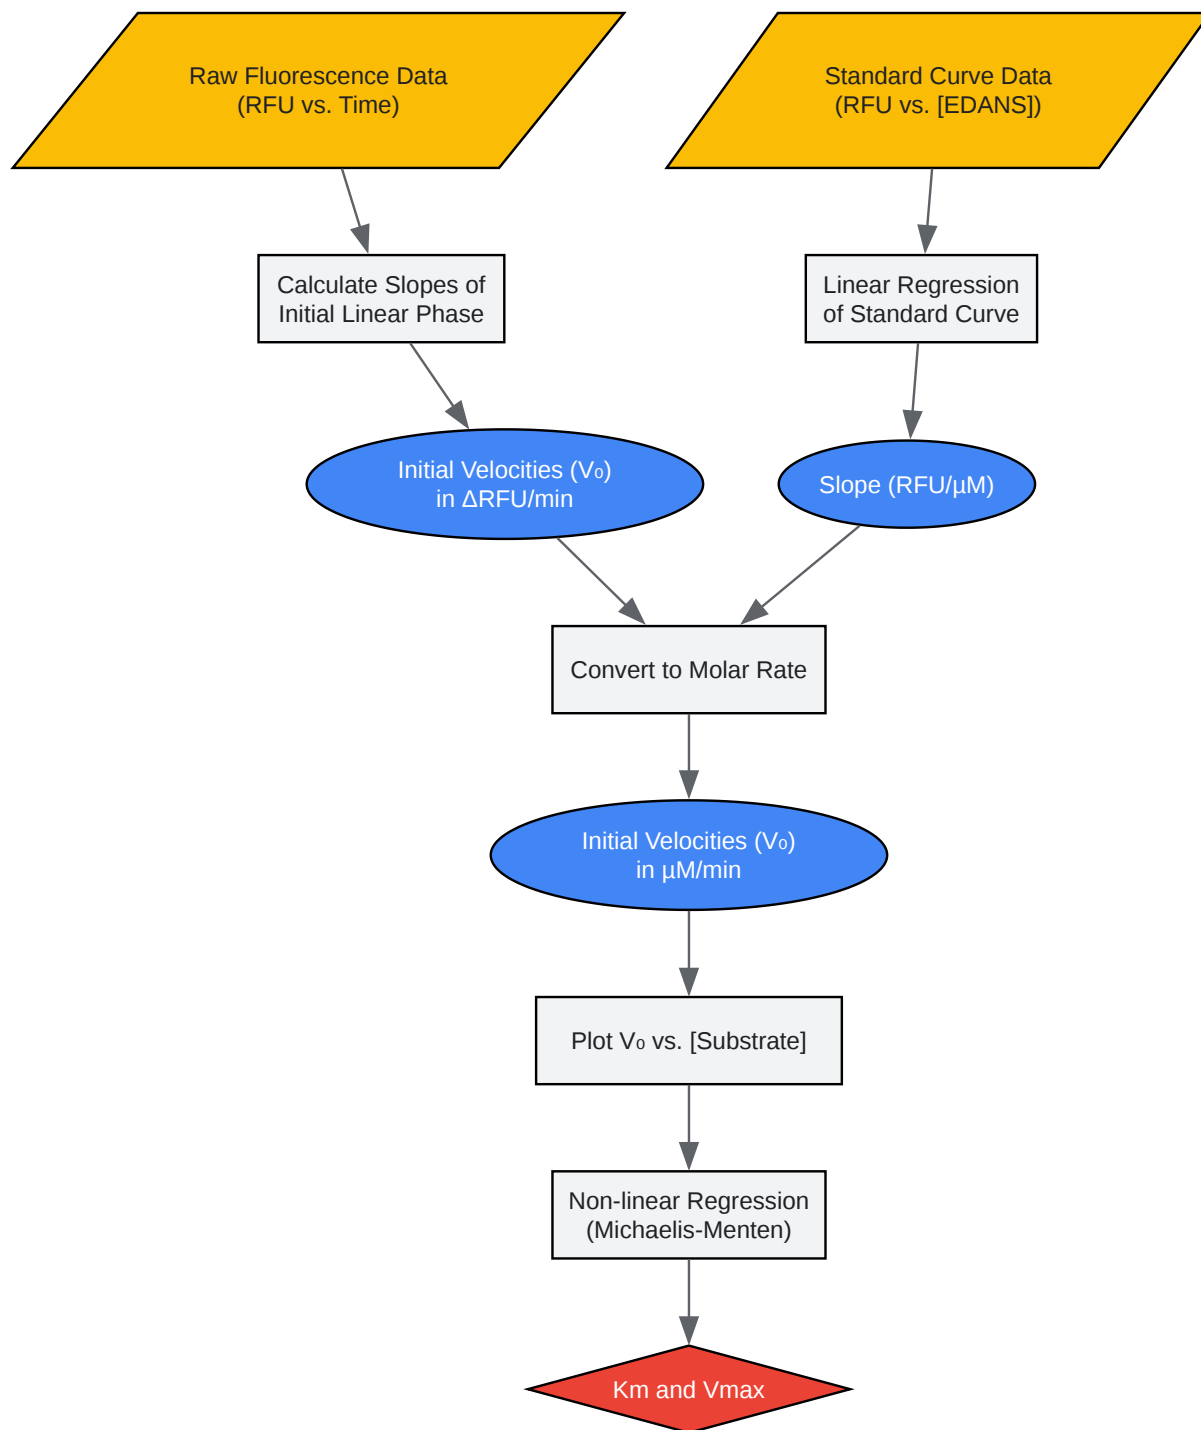 Raw Fluorescence Data
(RFU vs. Time)
Standard Curve Data
(RFU vs. [EDANS])
Calculate Slopes of
Initial Linear Phase
Linear Regression
of Standard Curve
Initial Velocities (V₀)
in ΔRFU/min
Slope (RFU/µM)
Convert to Molar Rate
Initial Velocities (V₀)
in µM/min
Plot V₀ vs. [Substrate]
Non-linear Regression
(Michaelis-Menten)
Km and Vmax